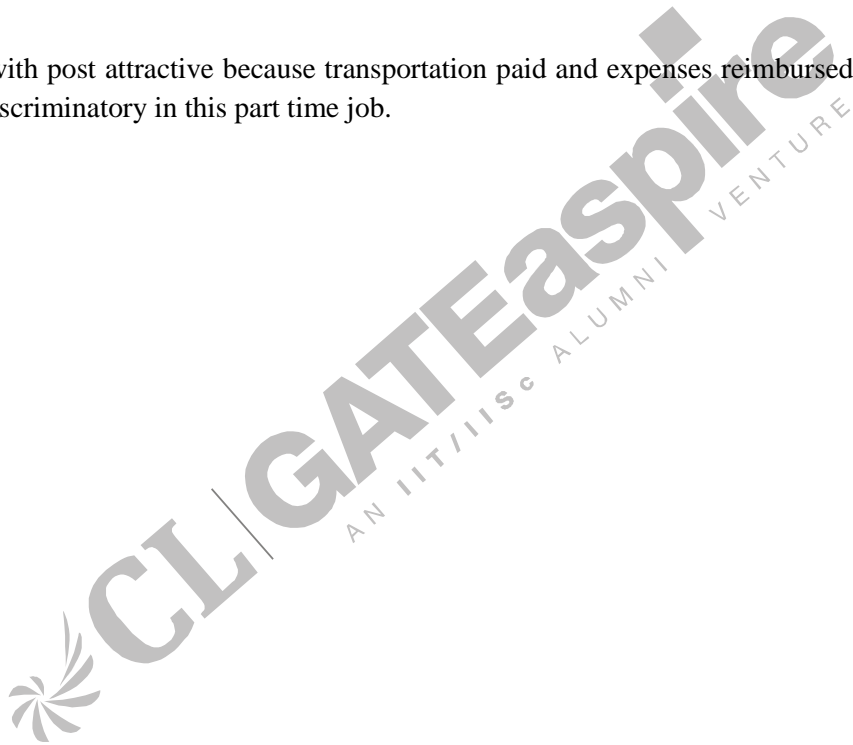 with post attractive because transportation paid and expenses reimbursed
scriminatory in this part time job.
CL | GATEaspire
AN IIT/IISc ALUMNI VENTURE